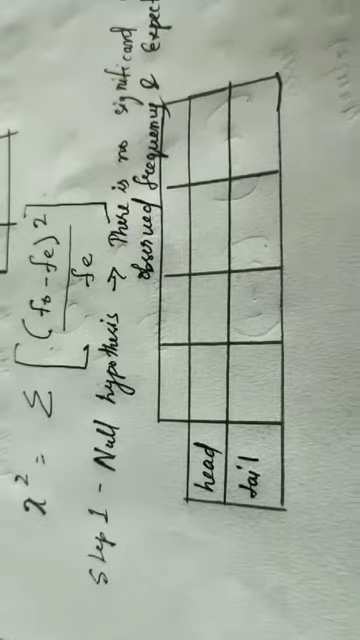 χ² = Σ [ (fo - fe)² / fe ]
Step 1 - Null hypothesis → There is no significant
observed frequency & Expect
head
tail